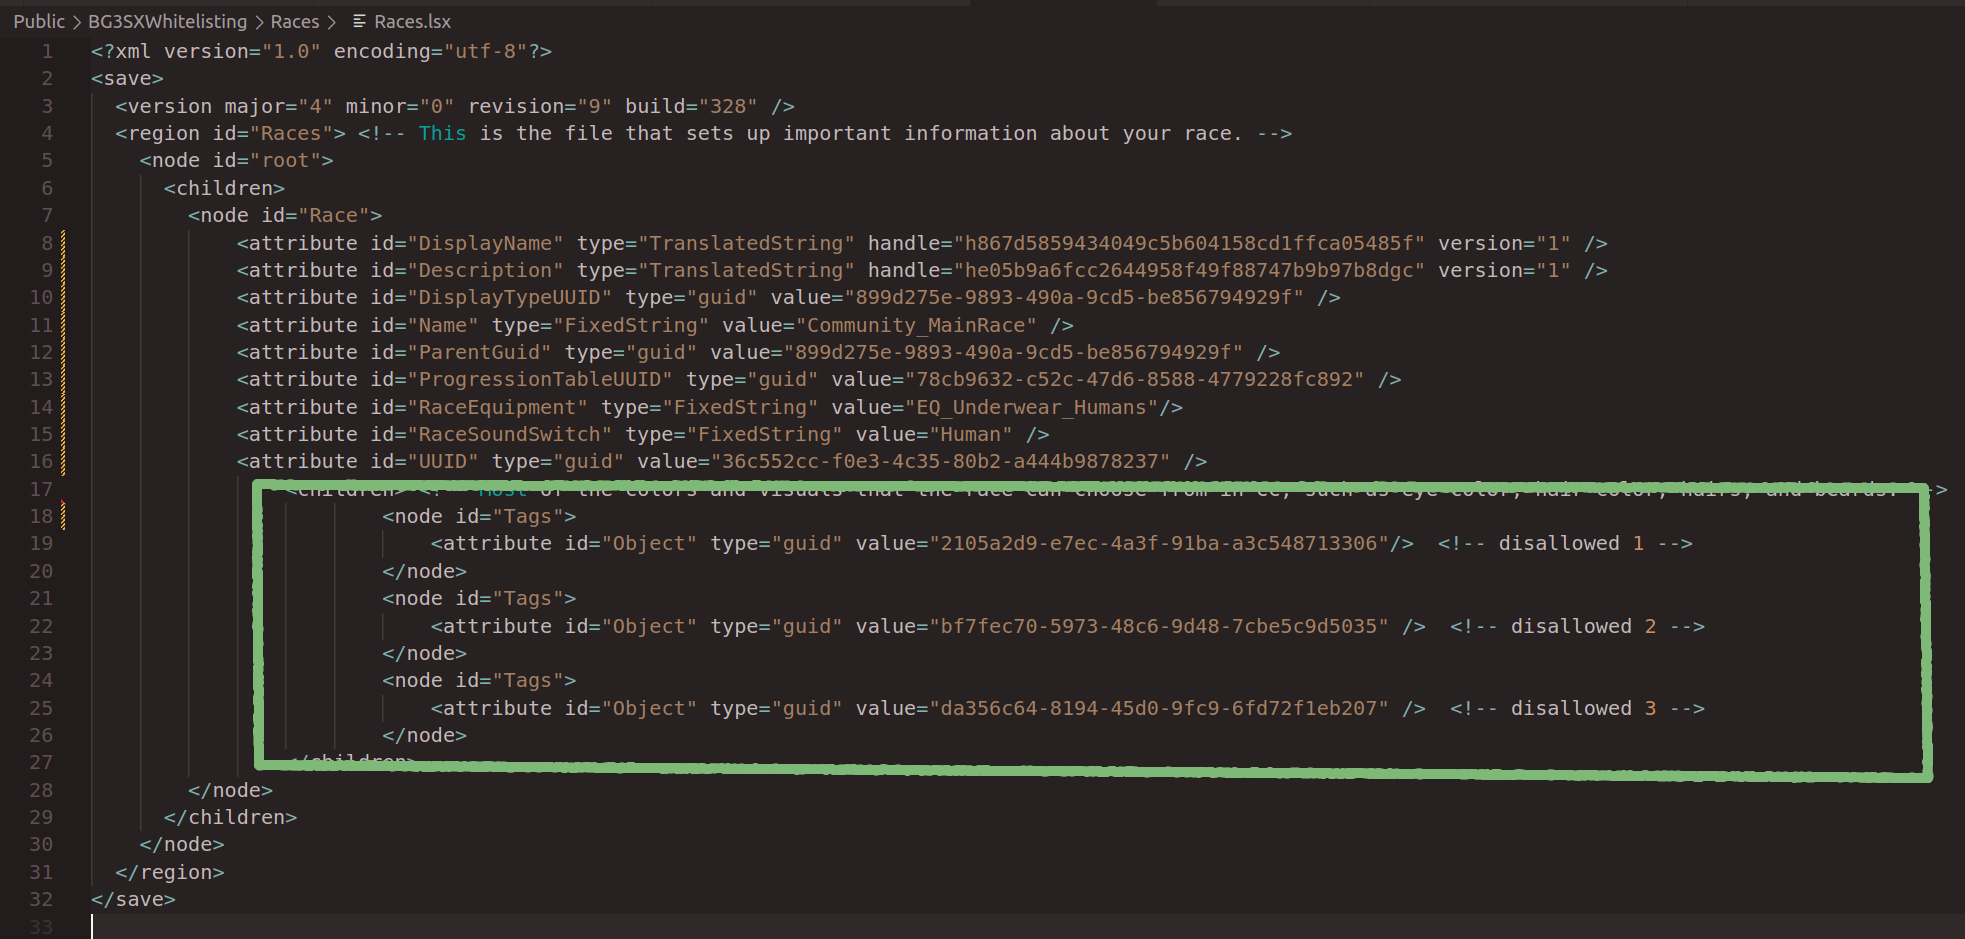 Public > BG3SXWhitelisting > Races > Races.lsx
1 <?xml version="1.0" encoding="utf-8"?>
2 <save>
3 <version major="4" minor="0" revision="9" build="328" />
4 <region id="Races"> <!-- This is the file that sets up important information about your race. -->
5 <node id="root">
6 <children>
7 <node id="Race">
8 <attribute id="DisplayName" type="TranslatedString" handle="h867d5859434049c5b604158cd1ffca05485f" version="1" />
9 <attribute id="Description" type="TranslatedString" handle="he05b9a6fcc2644958f49f88747b9b97b8dgc" version="1" />
10 <attribute id="DisplayTypeUUID" type="guid" value="899d275e-9893-490a-9cd5-be856794929f" />
11 <attribute id="Name" type="FixedString" value="Community_MainRace" />
12 <attribute id="ParentGuid" type="guid" value="899d275e-9893-490a-9cd5-be856794929f" />
13 <attribute id="ProgressionTableUUID" type="guid" value="78cb9632-c52c-47d6-8588-4779228fc892" />
14 <attribute id="RaceEquipment" type="FixedString" value="EQ_Underwear_Humans"/>
15 <attribute id="RaceSoundSwitch" type="FixedString" value="Human" />
16 <attribute id="UUID" type="guid" value="36c552cc-f0e3-4c35-80b2-a444b9878237" />
17 <children> <!-- Most of the colors and visuals that the race can choose from in CC, such as eye color, hair color, hairs, and beards. -->
18 <node id="Tags">
19 <attribute id="Object" type="guid" value="2105a2d9-e7ec-4a3f-91ba-a3c548713306"/> <!-- disallowed 1 -->
20 </node>
21 <node id="Tags">
22 <attribute id="Object" type="guid" value="bf7fec70-5973-48c6-9d48-7cbe5c9d5035" /> <!-- disallowed 2 -->
23 </node>
24 <node id="Tags">
25 <attribute id="Object" type="guid" value="da356c64-8194-45d0-9fc9-6fd72f1eb207" /> <!-- disallowed 3 -->
26 </node>
27 </children>
28 </node>
29 </children>
30 </node>
31 </region>
32 </save>
33